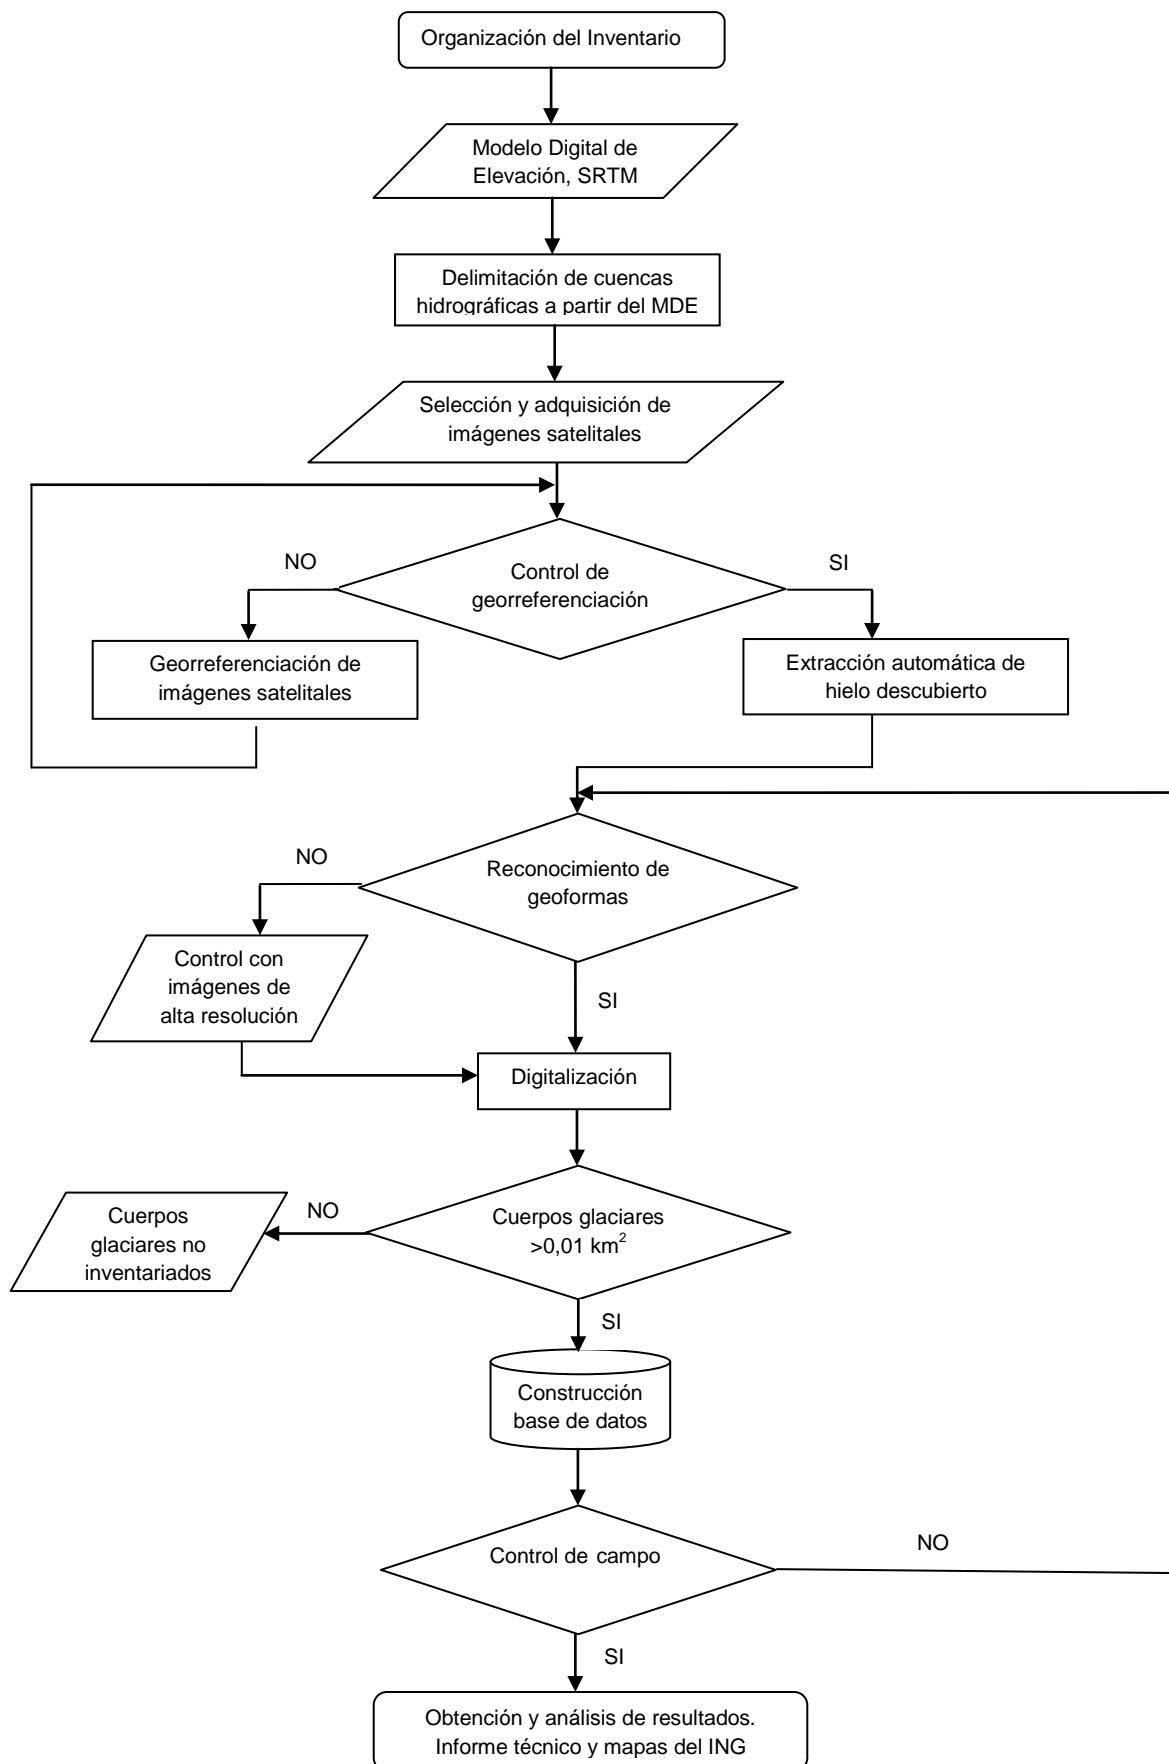 Organización del Inventario
Modelo Digital de
Elevación, SRTM
Delimitación de cuencas
hidrográficas a partir del MDE
Selección y adquisición de
imágenes satelitales
NO
SI
Control de
georreferenciación
Georreferenciación de
imágenes satelitales
Extracción automática de
hielo descubierto
NO
Reconocimiento de
geoformas
Control con
imágenes de
alta resolución
SI
Digitalización
Cuerpos
glaciares no
inventariados
NO
Cuerpos glaciares
>0,01 km²
SI
Construcción
base de datos
Control de campo
NO
SI
Obtención y análisis de resultados.
Informe técnico y mapas del ING